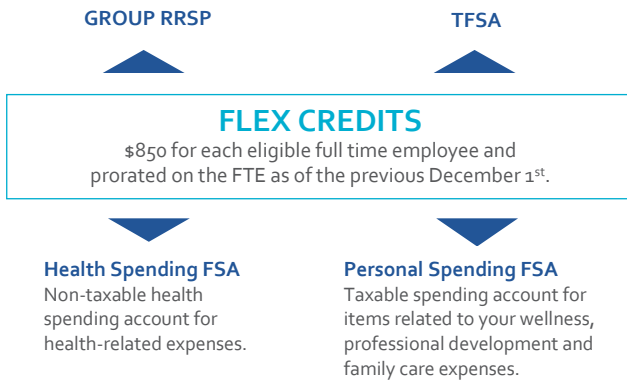 GROUP RRSP
TFSA
FLEX CREDITS
$850 for each eligible full time employee and
prorated on the FTE as of the previous December 1st.
Health Spending FSA
Non-taxable health
spending account for
health-related expenses.
Personal Spending FSA
Taxable spending account for
items related to your wellness,
professional development and
family care expenses.